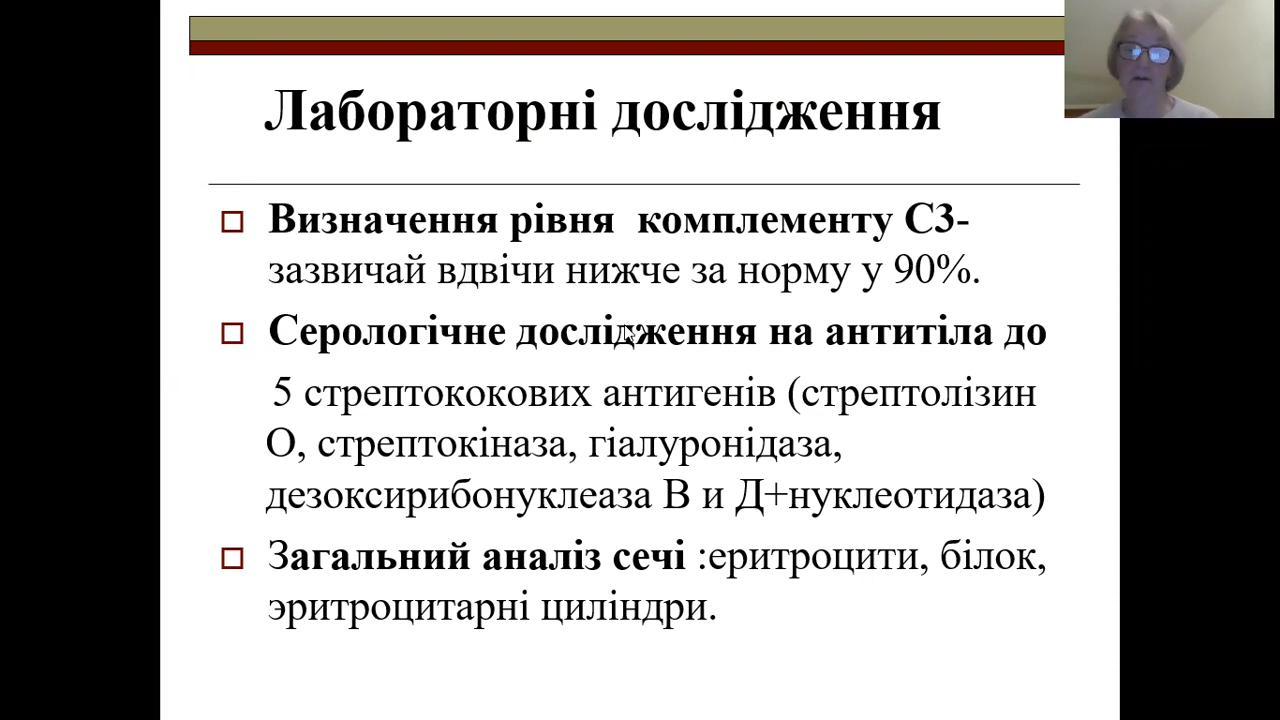 Лабораторні дослідження
Визначення рівня комплементу С3-
зазвичай вдвічи нижче за норму у 90%.
Серологічне дослідження на антитіла до
5 стрептококових антигенів (стрептолізин
О, стрептокіназа, гіалуронідаза,
дезоксирибонуклеаза В и Д+нуклеотидаза)
Загальний аналіз сечі :еритроцити, білок,
эритроцитарні циліндри.